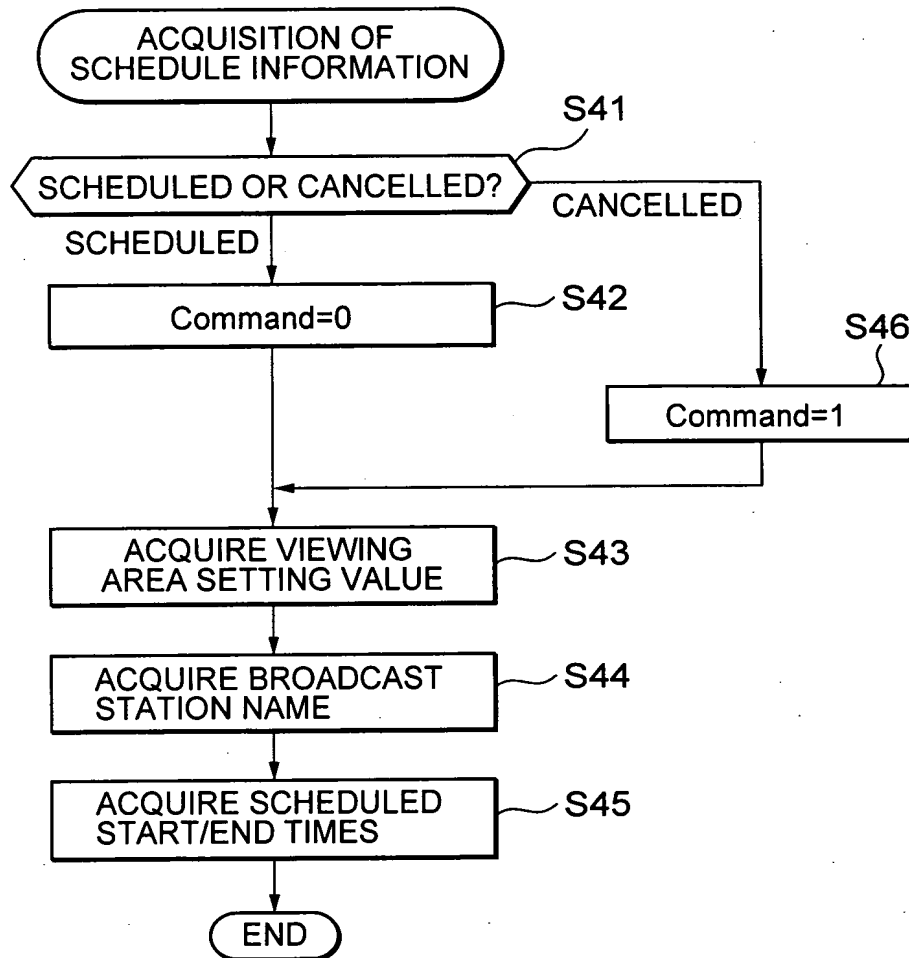 ACQUISITION OF
SCHEDULE INFORMATION
S41
SCHEDULED OR CANCELLED?
CANCELLED
SCHEDULED
S42
Command=0
S46
Command=1
ACQUIRE VIEWING
AREA SETTING VALUE
S43
ACQUIRE BROADCAST
STATION NAME
S44
ACQUIRE SCHEDULED
START/END TIMES
S45
END